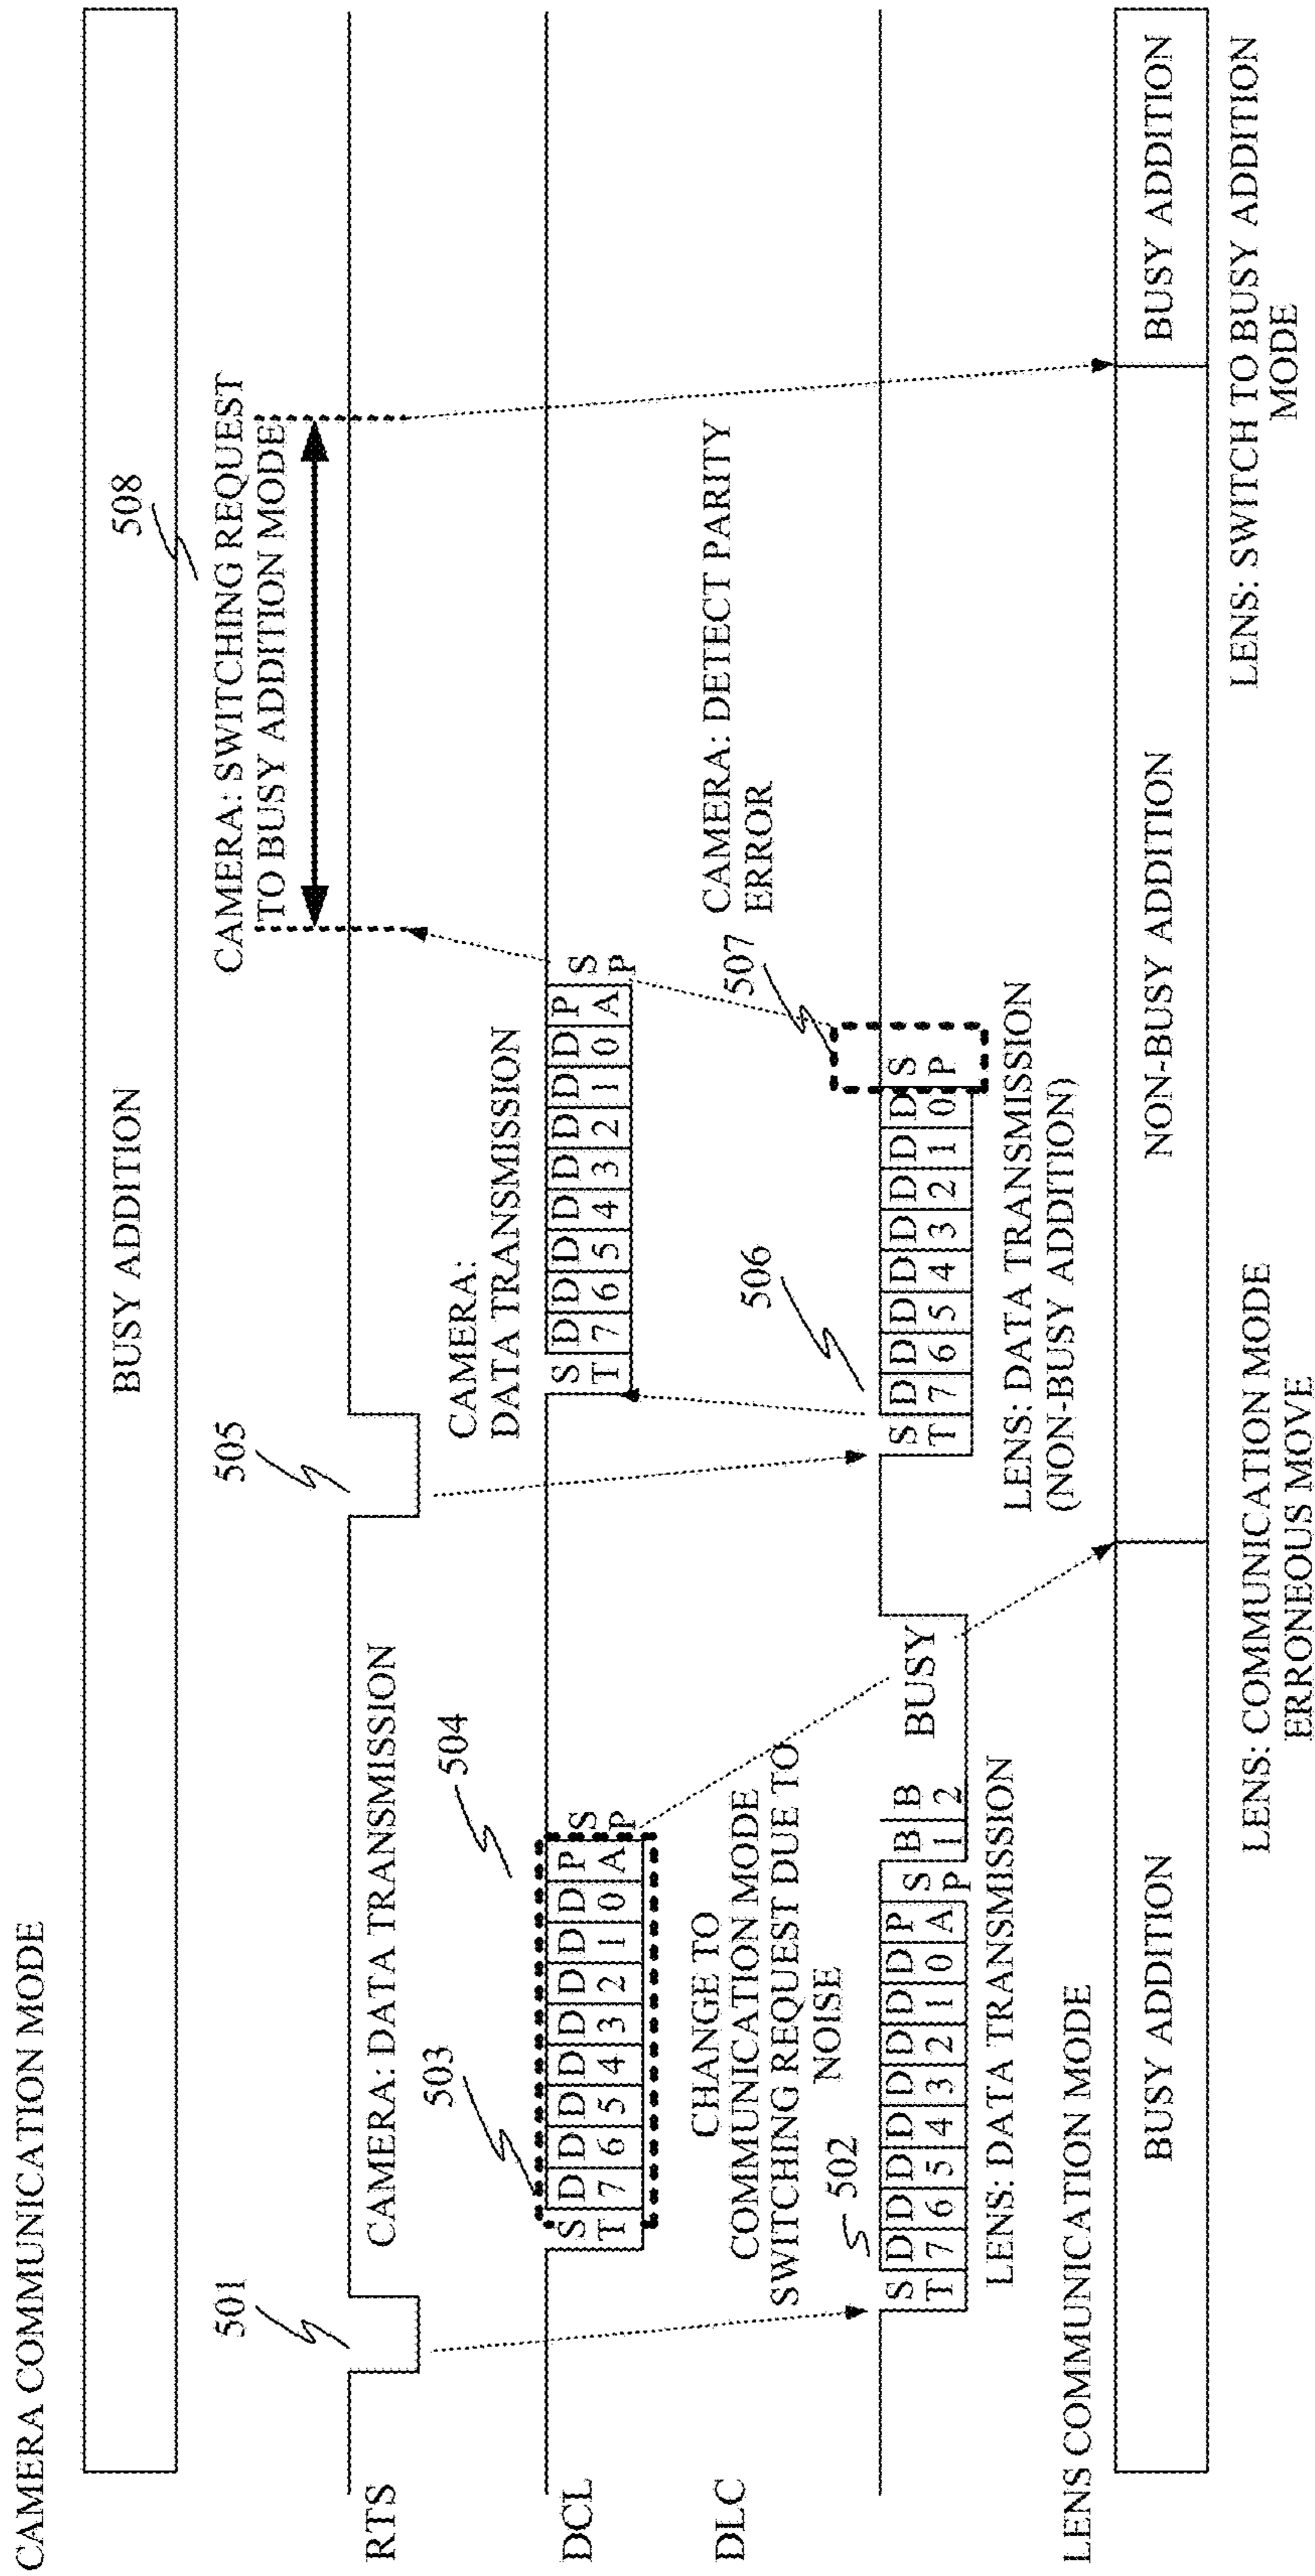 CAMERA COMMUNICATION MODE
BUSY ADDITION
508
CAMERA: SWITCHING REQUEST
TO BUSY ADDITION MODE
501
505
RTS
CAMERA: DATA TRANSMISSION
CAMERA:
DATA TRANSMISSION
503
504
DCL
S D D D D D D D D P S
T 7 6 5 4 3 2 1 0 A P
S D D D D D D D D P S
T 7 6 5 4 3 2 1 0 A P
CHANGE TO
COMMUNICATION MODE
SWITCHING REQUEST DUE TO
NOISE
CAMERA: DETECT PARITY
ERROR
DLC
502
506
507
S D D D D D D D D P S B B BUSY
T 7 6 5 4 3 2 1 0 A P 1 2
S D D D D D D D D S
T 7 6 5 4 3 2 1 0 P
LENS: DATA TRANSMISSION
LENS: DATA TRANSMISSION
(NON-BUSY ADDITION)
LENS COMMUNICATION MODE
BUSY ADDITION
NON-BUSY ADDITION
BUSY ADDITION
LENS: COMMUNICATION MODE
ERRONEOUS MOVE
LENS: SWITCH TO BUSY ADDITION
MODE